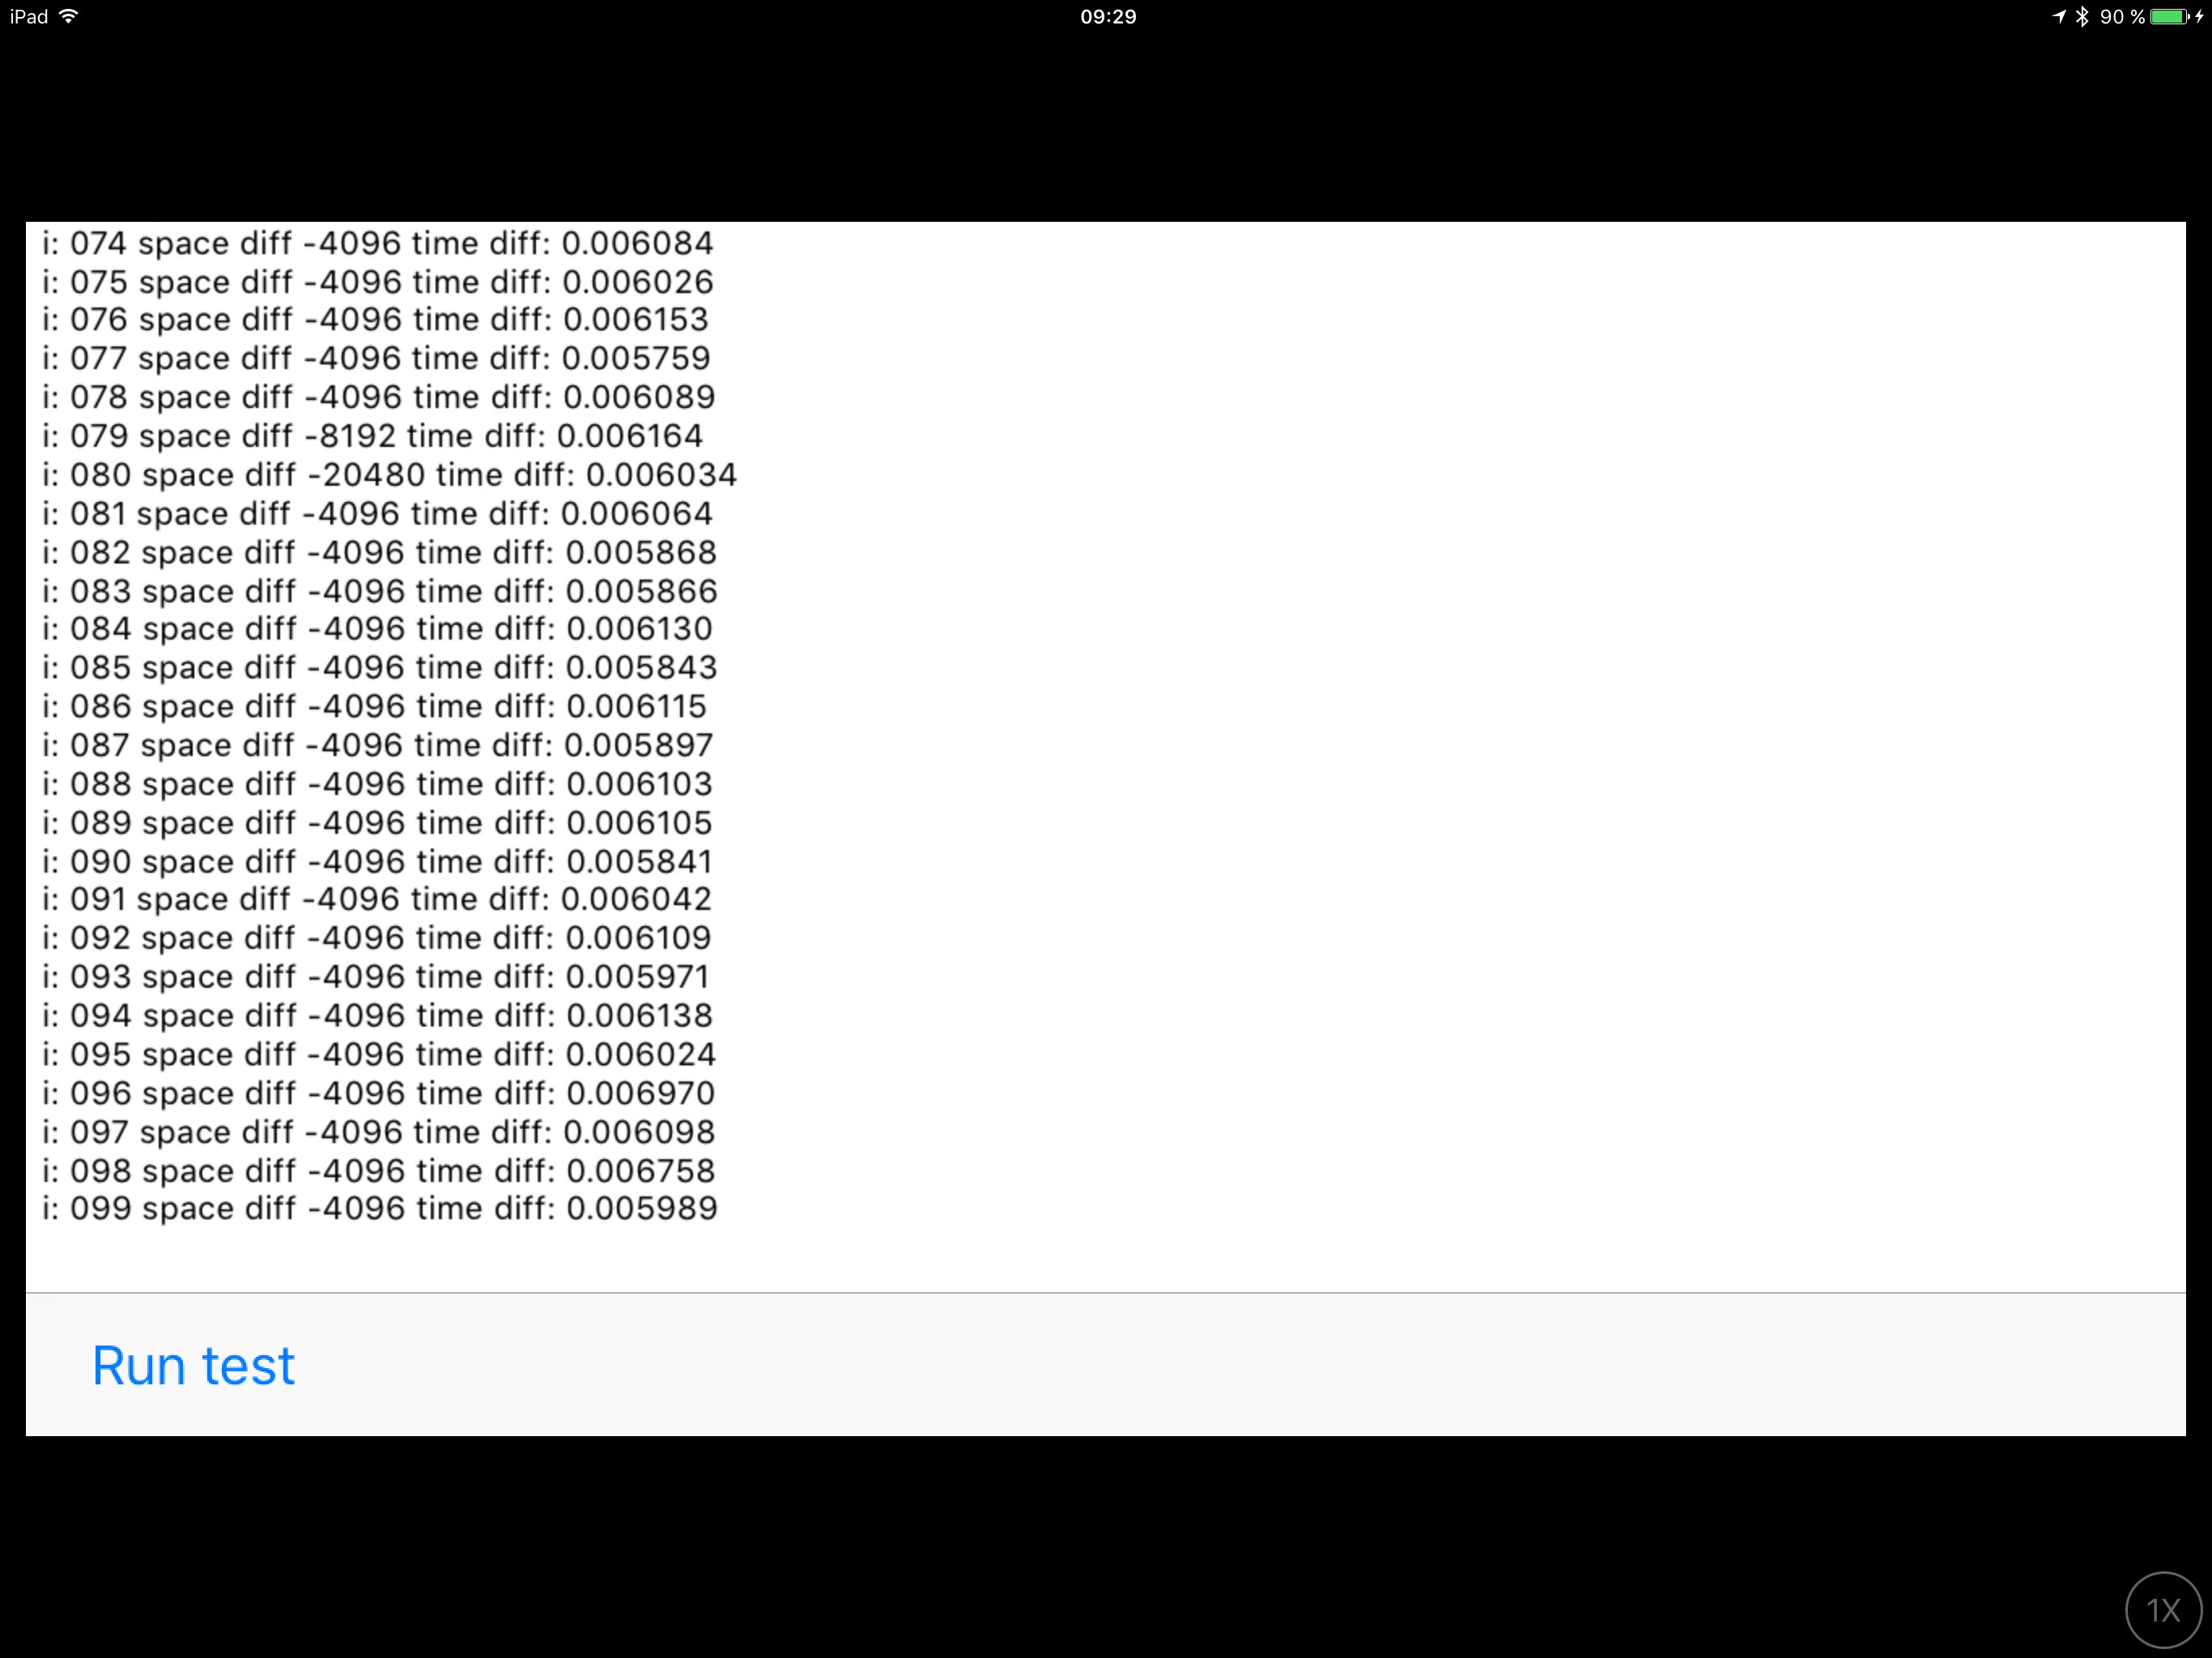 iPad 09:29 90 %
i: 074 space diff -4096 time diff: 0.006084
i: 075 space diff -4096 time diff: 0.006026
i: 076 space diff -4096 time diff: 0.006153
i: 077 space diff -4096 time diff: 0.005759
i: 078 space diff -4096 time diff: 0.006089
i: 079 space diff -8192 time diff: 0.006164
i: 080 space diff -20480 time diff: 0.006034
i: 081 space diff -4096 time diff: 0.006064
i: 082 space diff -4096 time diff: 0.005868
i: 083 space diff -4096 time diff: 0.005866
i: 084 space diff -4096 time diff: 0.006130
i: 085 space diff -4096 time diff: 0.005843
i: 086 space diff -4096 time diff: 0.006115
i: 087 space diff -4096 time diff: 0.005897
i: 088 space diff -4096 time diff: 0.006103
i: 089 space diff -4096 time diff: 0.006105
i: 090 space diff -4096 time diff: 0.005841
i: 091 space diff -4096 time diff: 0.006042
i: 092 space diff -4096 time diff: 0.006109
i: 093 space diff -4096 time diff: 0.005971
i: 094 space diff -4096 time diff: 0.006138
i: 095 space diff -4096 time diff: 0.006024
i: 096 space diff -4096 time diff: 0.006970
i: 097 space diff -4096 time diff: 0.006098
i: 098 space diff -4096 time diff: 0.006758
i: 099 space diff -4096 time diff: 0.005989
Run test
1X